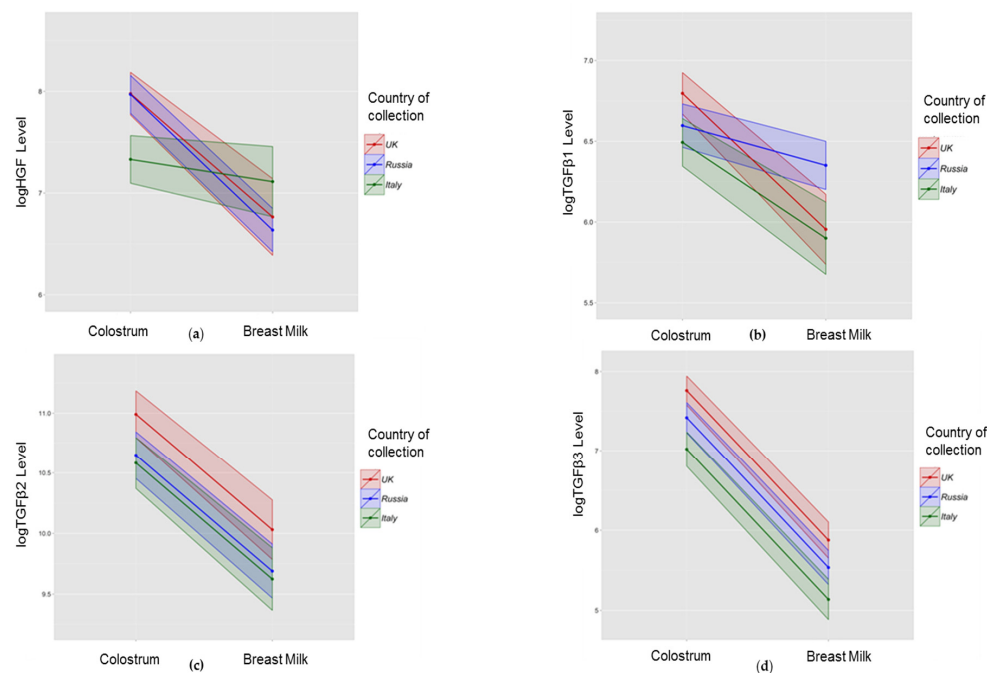 logHGF Level
8
7
6
Country of
collection
UK
Russia
Italy
Colostrum
(a)
Breast Milk
logTGFβ1 Level
7.0
6.5
6.0
5.5
Country of
collection
UK
Russia
Italy
Colostrum
(b)
Breast Milk
logTGFβ2 Level
11.0
10.5
10.0
9.5
Country of
collection
UK
Russia
Italy
Colostrum
(c)
Breast Milk
logTGFβ3 Level
8
7
6
5
Country of
collection
UK
Russia
Italy
Colostrum
(d)
Breast Milk